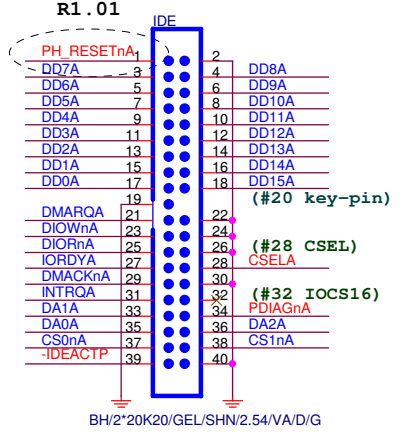 R1.01
IDE
PH_RESETnA 1 2
DD7A 3 4 DD8A
DD6A 5 6 DD9A
DD5A 7 8 DD10A
DD4A 9 10 DD11A
DD3A 11 12 DD12A
DD2A 13 14 DD13A
DD1A 15 16 DD14A
DD0A 17 18 DD15A
19 (#20 key-pin)
DMARQA 21 22
DIOWnA 23 24
DIORnA 25 26 (#28 CSEL)
IORDYA 27 28 CSELA
DMACKnA 29 30
INTRQA 31 32 (#32 IOCS16)
DA1A 33 34 PDIAGnA
DA0A 35 36 DA2A
CS0nA 37 38 CS1nA
-IDEACTP 39 40
BH/2*20K20/GEL/SHN/2.54/VA/D/G